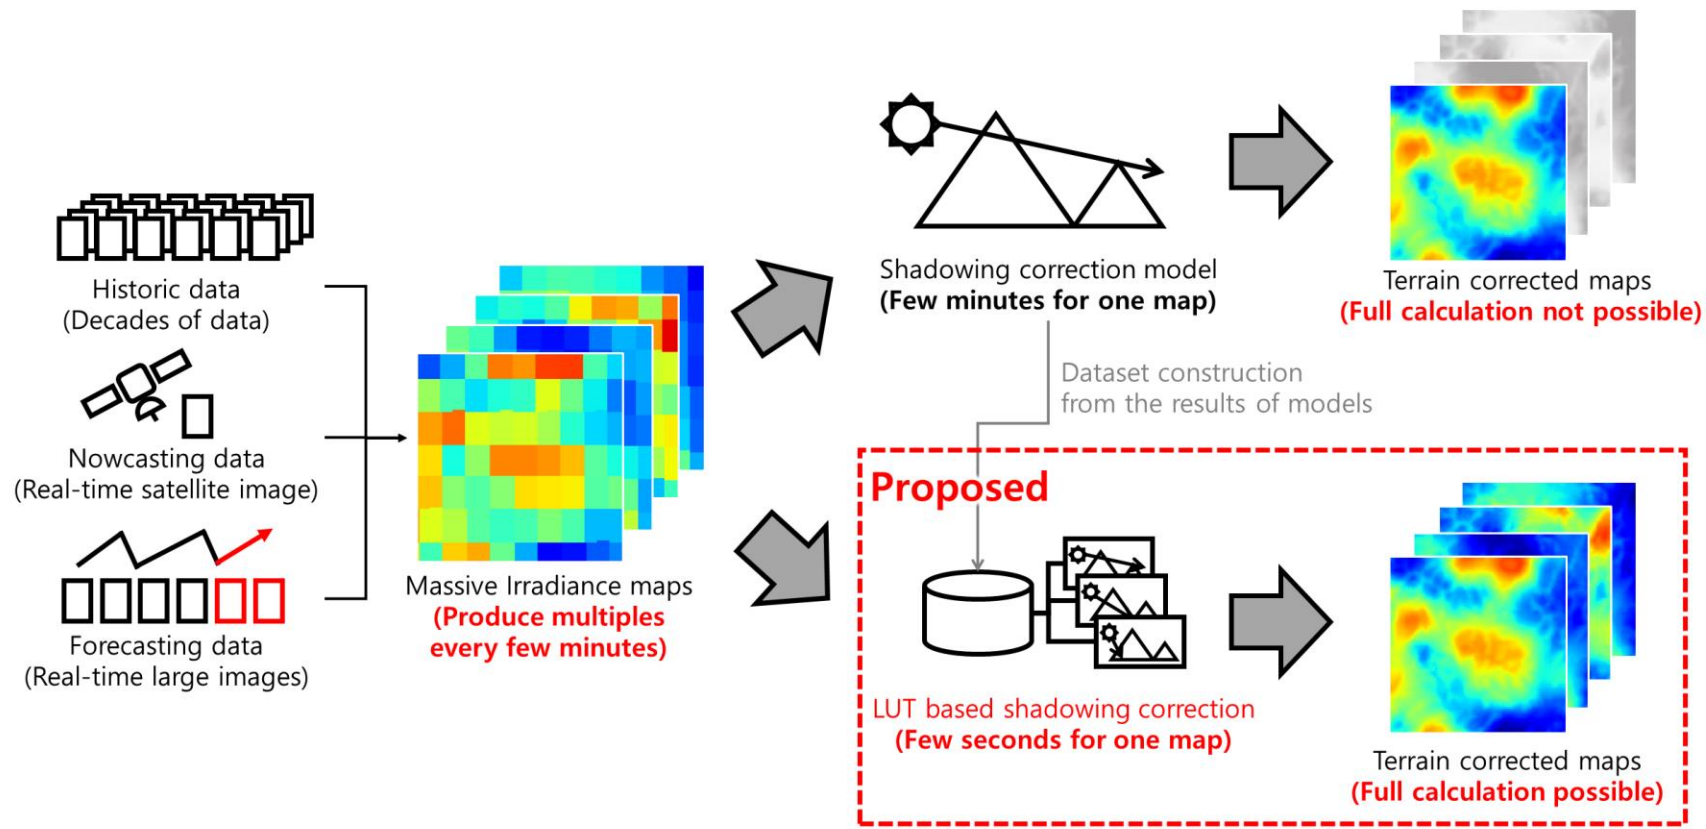 Historic data
(Decades of data)
Nowcasting data
(Real-time satellite image)
Forecasting data
(Real-time large images)
Massive Irradiance maps
(Produce multiples
every few minutes)
Shadowing correction model
(Few minutes for one map)
Terrain corrected maps
(Full calculation not possible)
Dataset construction
from the results of models
Proposed
LUT based shadowing correction
(Few seconds for one map)
Terrain corrected maps
(Full calculation possible)